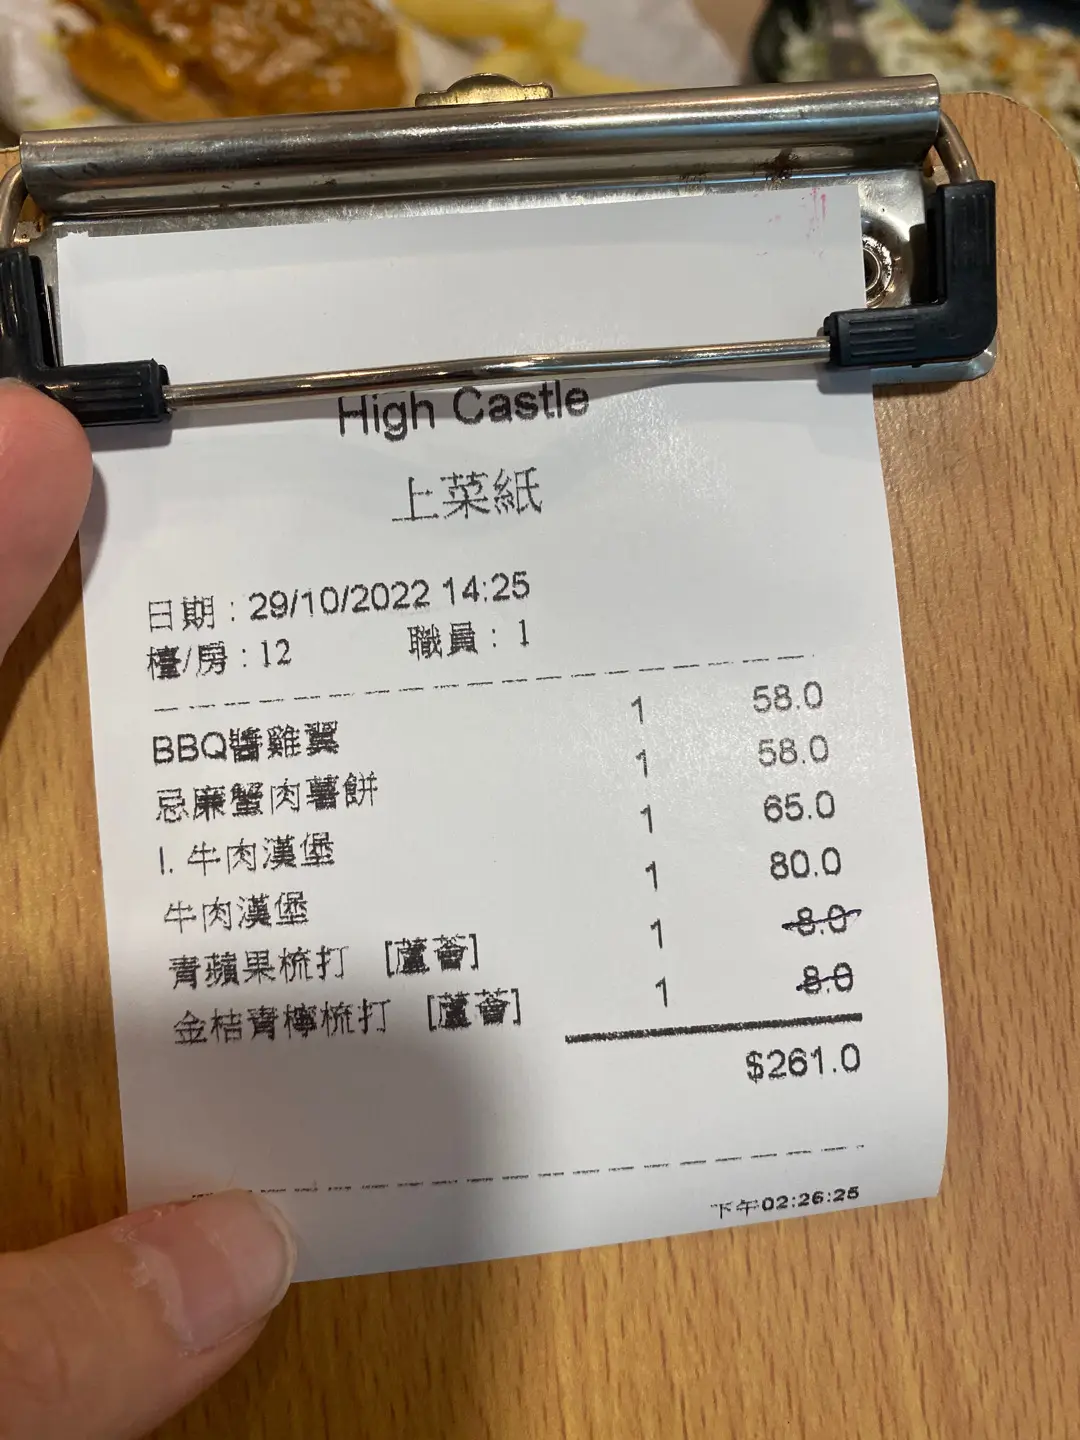 High Castle
上菜紙
日期：29/10/2022 14:25
檯/房：12 職員：1
BBQ醬雞翼 1 58.0
忌廉蟹肉薯餅 1 58.0
I. 牛肉漢堡 1 65.0
牛肉漢堡 1 80.0
青蘋果梳打 [蘆薈] 1 8.0
金桔青檸梳打 [蘆薈] 1 8.0
$261.0
下午02:26:25